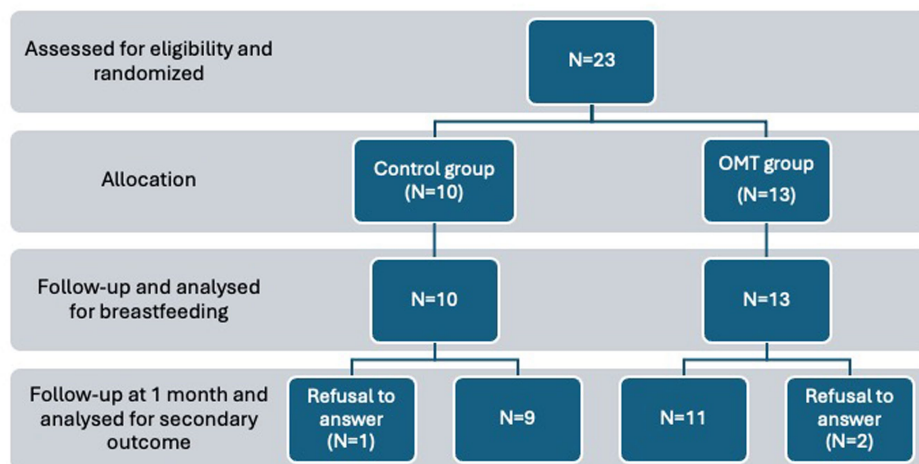 Assessed for eligibility and
randomized
N=23
Allocation
Control group
(N=10)
OMT group
(N=13)
Follow-up and analysed
for breastfeeding
N=10
N=13
Follow-up at 1 month and
analysed for secondary
outcome
Refusal to
answer
(N=1)
N=9
N=11
Refusal to
answer
(N=2)